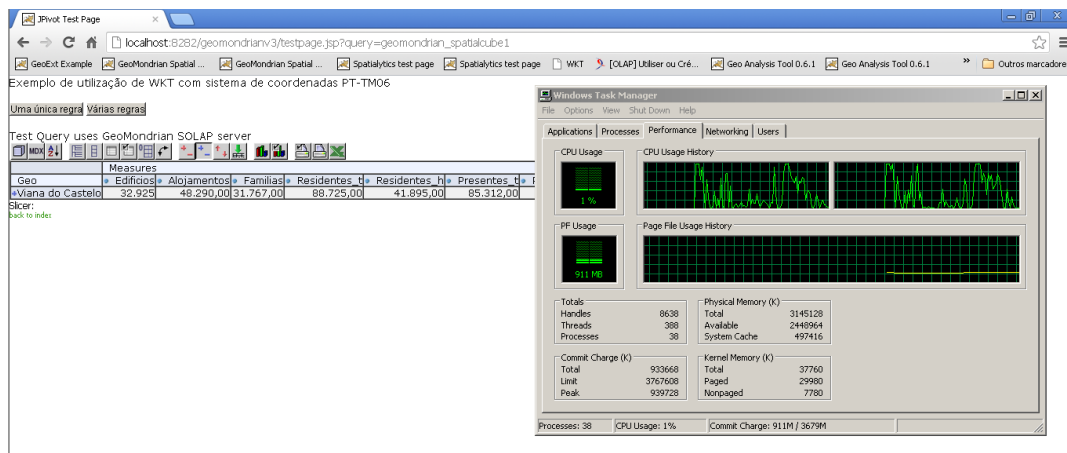 JPivot Test Page
localhost:8282/geomondrianv3/testpage.jsp?query=geomondrian_spatialcube1
GeoExt Example GeoMondrian Spatial ... GeoMondrian Spatial ... Spatialytics test page Spatialytics test page WKT [OLAP] Utiliser ou Cré... Geo Analysis Tool 0.6.1 Geo Analysis Tool 0.6.1 » Outros marcadore
Exemplo de utilização de WKT com sistema de coordenadas PT-TM06
Uma única regra Várias regras
Test Query uses GeoMondrian SOLAP server
MDX
Measures
Geo Edificios Alojamentos Familias Residentes_t Residentes_h Presentes_t
+Viana do Castelo 32.925 48.290,00 31.767,00 88.725,00 41.895,00 85.312,00
Slicer:
back to index
Windows Task Manager
File Options View Shut Down Help
Applications Processes Performance Networking Users
CPU Usage CPU Usage History
1 %
PF Usage Page File Usage History
911 MB
Totals
Handles 8638
Threads 388
Processes 38
Physical Memory (K)
Total 3145128
Available 2448964
System Cache 497416
Commit Charge (K)
Total 933668
Limit 3767608
Peak 939728
Kernel Memory (K)
Total 37760
Paged 29980
Nonpaged 7780
Processes: 38 CPU Usage: 1% Commit Charge: 911M / 3679M